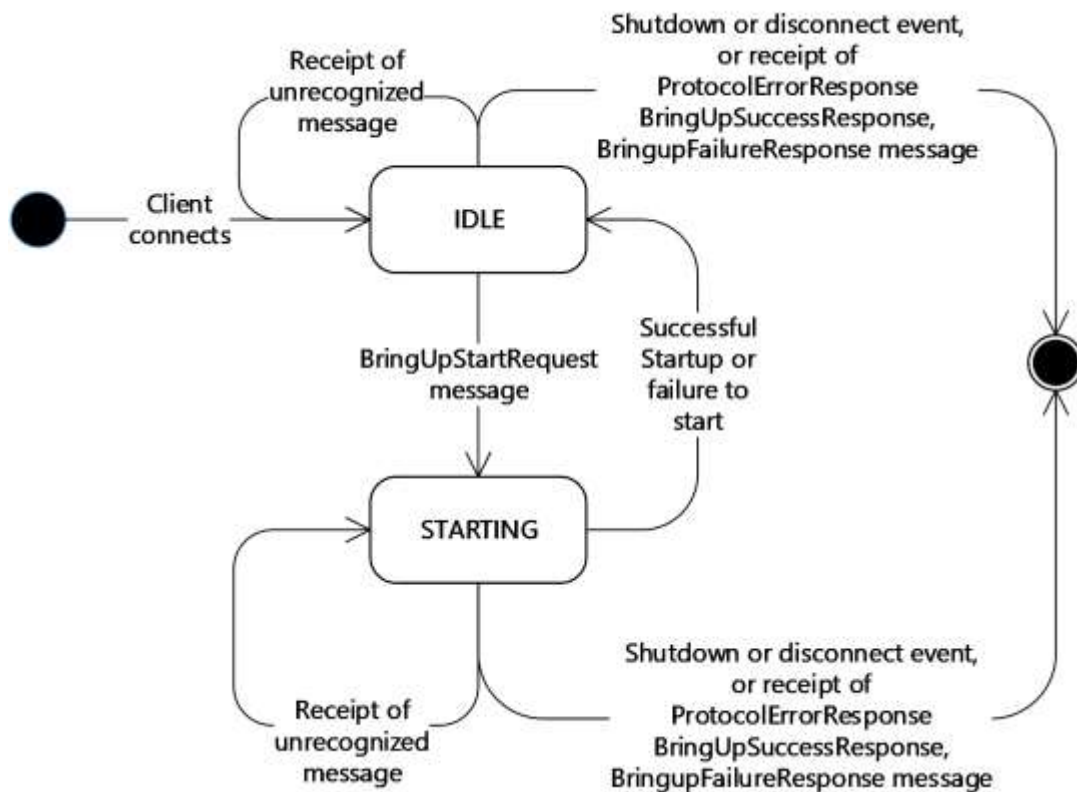 Receipt of
unrecognized
message
Shutdown or disconnect event,
or receipt of
ProtocolErrorResponse
BringUpSuccessResponse,
BringupFailureResponse message
Client
connects
IDLE
BringUpStartRequest
message
Successful
Startup or
failure to
start
STARTING
Receipt of
unrecognized
message
Shutdown or disconnect event,
or receipt of
ProtocolErrorResponse
BringUpSuccessResponse,
BringupFailureResponse message